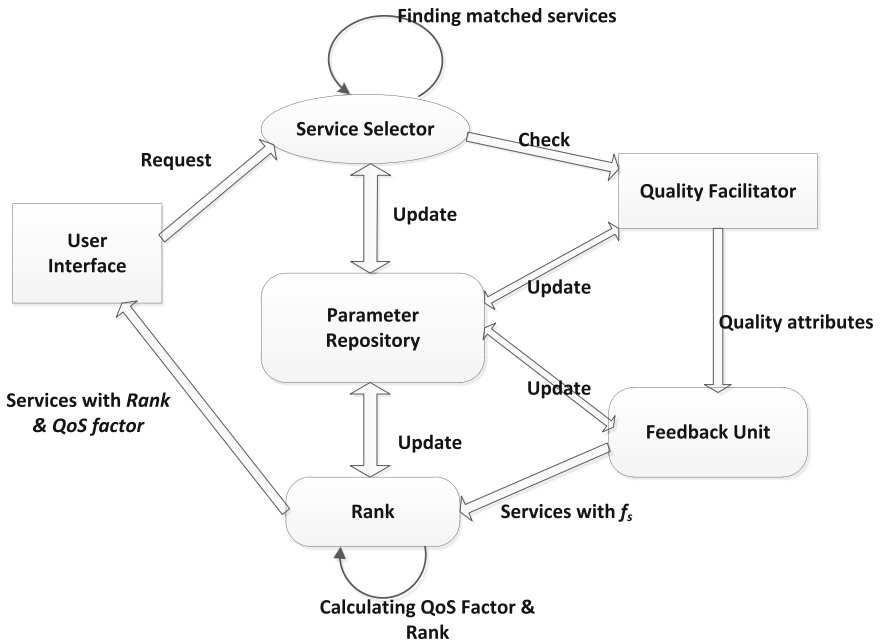 Finding matched services
Service Selector
Check
Request
Quality Facilitator
Update
User
Interface
Update
Parameter
Repository
Quality attributes
Update
Services with Rank
& QoS factor
Feedback Unit
Update
Rank
Services with fs
Calculating QoS Factor &
Rank